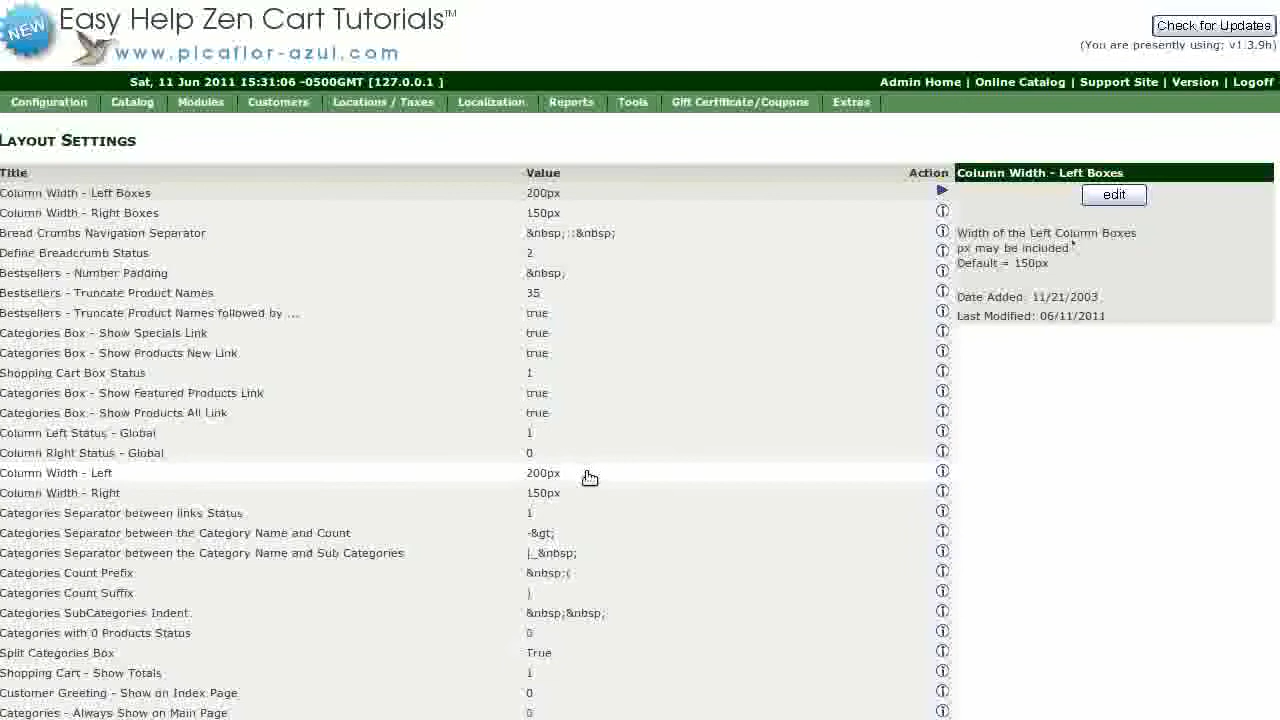 NEW
Easy Help Zen Cart Tutorials™
www.picaflor-azul.com
Check for Updates
(You are presently using: v1.3.9h)
Sat, 11 Jun 2011 15:31:06 -0500GMT [127.0.0.1 ]
Admin Home | Online Catalog | Support Site | Version | Logoff
Configuration Catalog Modules Customers Locations / Taxes Localization Reports Tools Gift Certificate/Coupons Extras
Layout Settings
Title Value Action
Column Width - Left Boxes 200px
Column Width - Right Boxes 150px
Bread Crumbs Navigation Separator &nbsp;::&nbsp;
Define Breadcrumb Status 2
Bestsellers - Number Padding &nbsp;
Bestsellers - Truncate Product Names 35
Bestsellers - Truncate Product Names followed by ... true
Categories Box - Show Specials Link true
Categories Box - Show Products New Link true
Shopping Cart Box Status 1
Categories Box - Show Featured Products Link true
Categories Box - Show Products All Link true
Column Left Status - Global 1
Column Right Status - Global 0
Column Width - Left 200px
Column Width - Right 150px
Categories Separator between links Status 1
Categories Separator between the Category Name and Count -&gt;
Categories Separator between the Category Name and Sub Categories |_&nbsp;
Categories Count Prefix &nbsp;(
Categories Count Suffix )
Categories SubCategories Indent &nbsp;&nbsp;
Categories with 0 Products Status 0
Split Categories Box True
Shopping Cart - Show Totals 1
Customer Greeting - Show on Index Page 0
Categories - Always Show on Main Page 0
Column Width - Left Boxes
edit
Width of the Left Column Boxes
px may be included
Default = 150px
Date Added: 11/21/2003
Last Modified: 06/11/2011